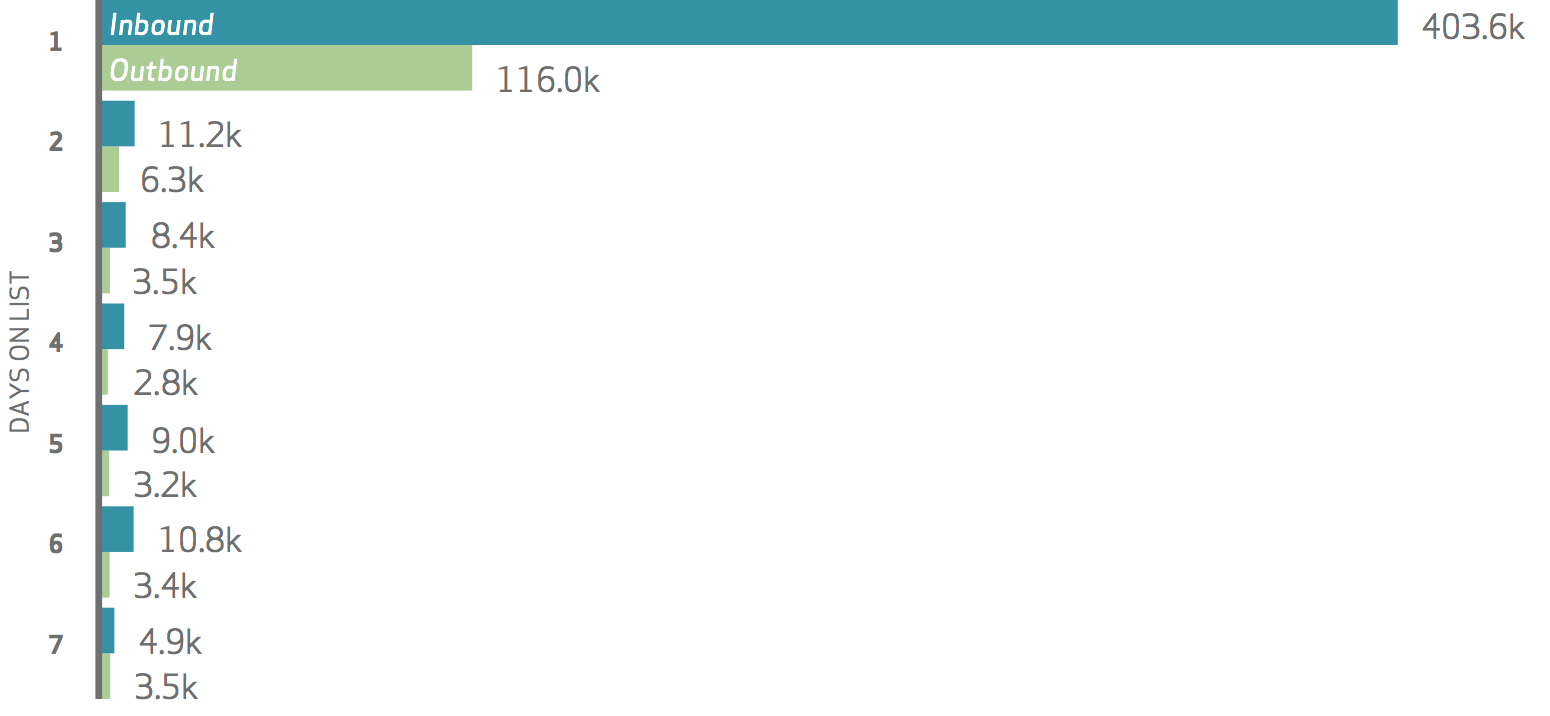 DAYS ON LIST
1
Inbound
403.6k
Outbound
116.0k
2
11.2k
6.3k
3
8.4k
3.5k
4
7.9k
2.8k
5
9.0k
3.2k
6
10.8k
3.4k
7
4.9k
3.5k